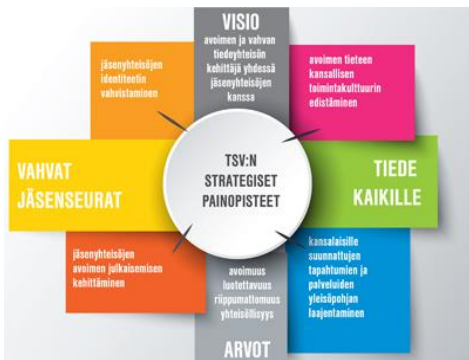 VISIO
avoimen ja vahvan
tiedeyhteisön
kehittäjä yhdessä
jäsenyhteisöjen
kanssa
jäsenyhteisöjen
identiteetin
vahvistaminen
avoimen tieteen
kansallisen
toimintakulttuurin
edistäminen
VAHVAT
JÄSENSEURAT
TSV:N
STRATEGISET
PAINOPISTEET
TIEDE
KAIKILLE
jäsenyhteisöjen
avoimen julkaisemisen
kehittäminen
avoimuus
luotettavuus
riippumattomuus
yhteisöllisyys
kansalaisille
suunnattujen
tapahtumien ja
palveluiden
yleisöpohjan
laajentaminen
ARVOT